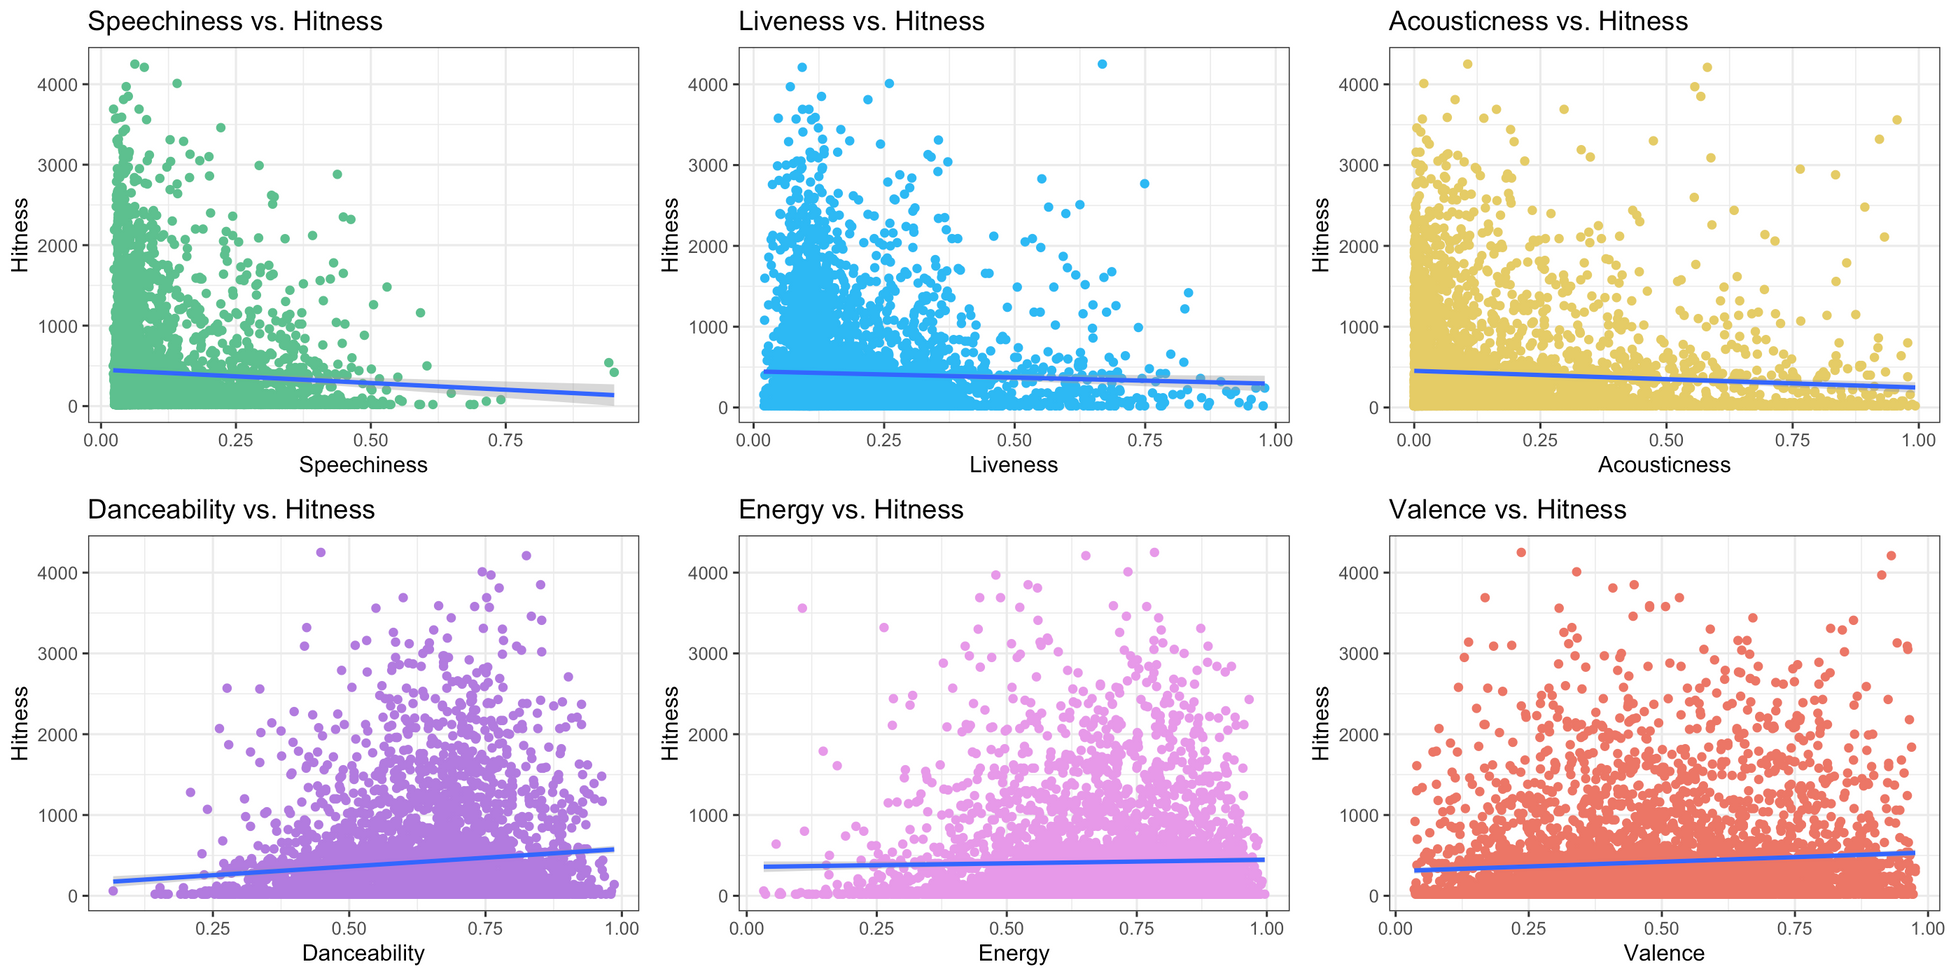 Speechiness vs. Hitness
Liveness vs. Hitness
Acousticness vs. Hitness
Hitness
4000
3000
2000
1000
0
0.00 0.25 0.50 0.75
Speechiness
Hitness
4000
3000
2000
1000
0
0.00 0.25 0.50 0.75 1.00
Liveness
Hitness
4000
3000
2000
1000
0
0.00 0.25 0.50 0.75 1.00
Acousticness
Danceability vs. Hitness
Energy vs. Hitness
Valence vs. Hitness
Hitness
4000
3000
2000
1000
0
0.25 0.50 0.75 1.00
Danceability
Hitness
4000
3000
2000
1000
0
0.00 0.25 0.50 0.75 1.00
Energy
Hitness
4000
3000
2000
1000
0
0.00 0.25 0.50 0.75 1.00
Valence